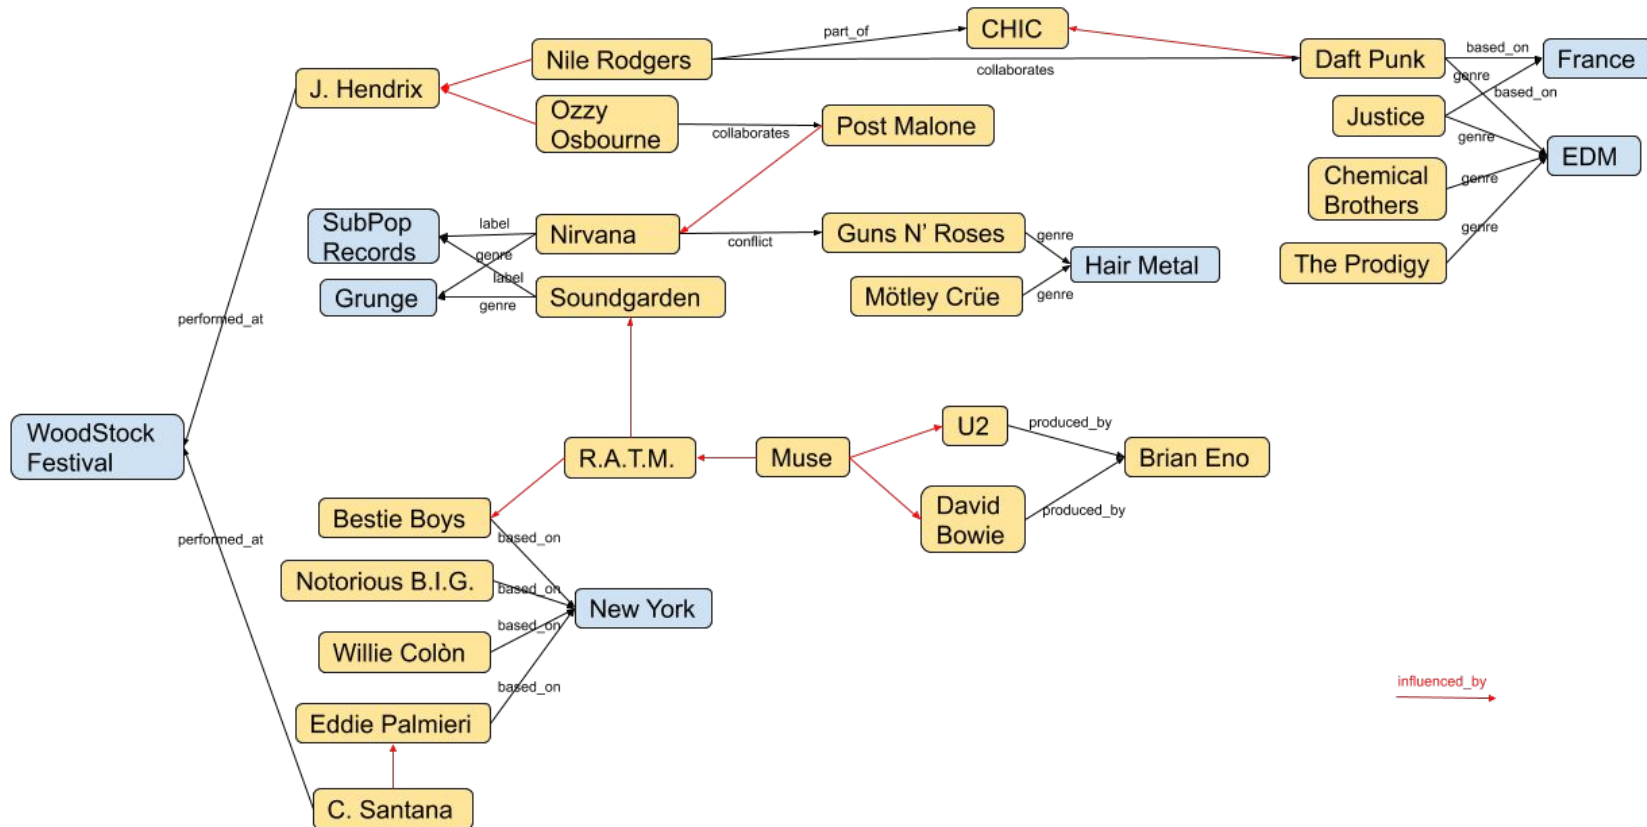 CHIC
part_of
Nile Rodgers
collaborates
Daft Punk
based_on
France
genre
based_on
J. Hendrix
Ozzy
Osbourne
collaborates
Post Malone
Justice
genre
EDM
Chemical
Brothers
genre
SubPop
Records
label
genre
Nirvana
conflict
Guns N’ Roses
genre
genre
The Prodigy
Hair Metal
Grunge
label
genre
Soundgarden
Mötley Crüe
genre
performed_at
WoodStock
Festival
U2
produced_by
R.A.T.M.
Muse
Brian Eno
David
Bowie
produced_by
Bestie Boys
performed_at
based_on
Notorious B.I.G.
based_on
New York
based_on
Willie Colòn
based_on
influenced_by
Eddie Palmieri
C. Santana